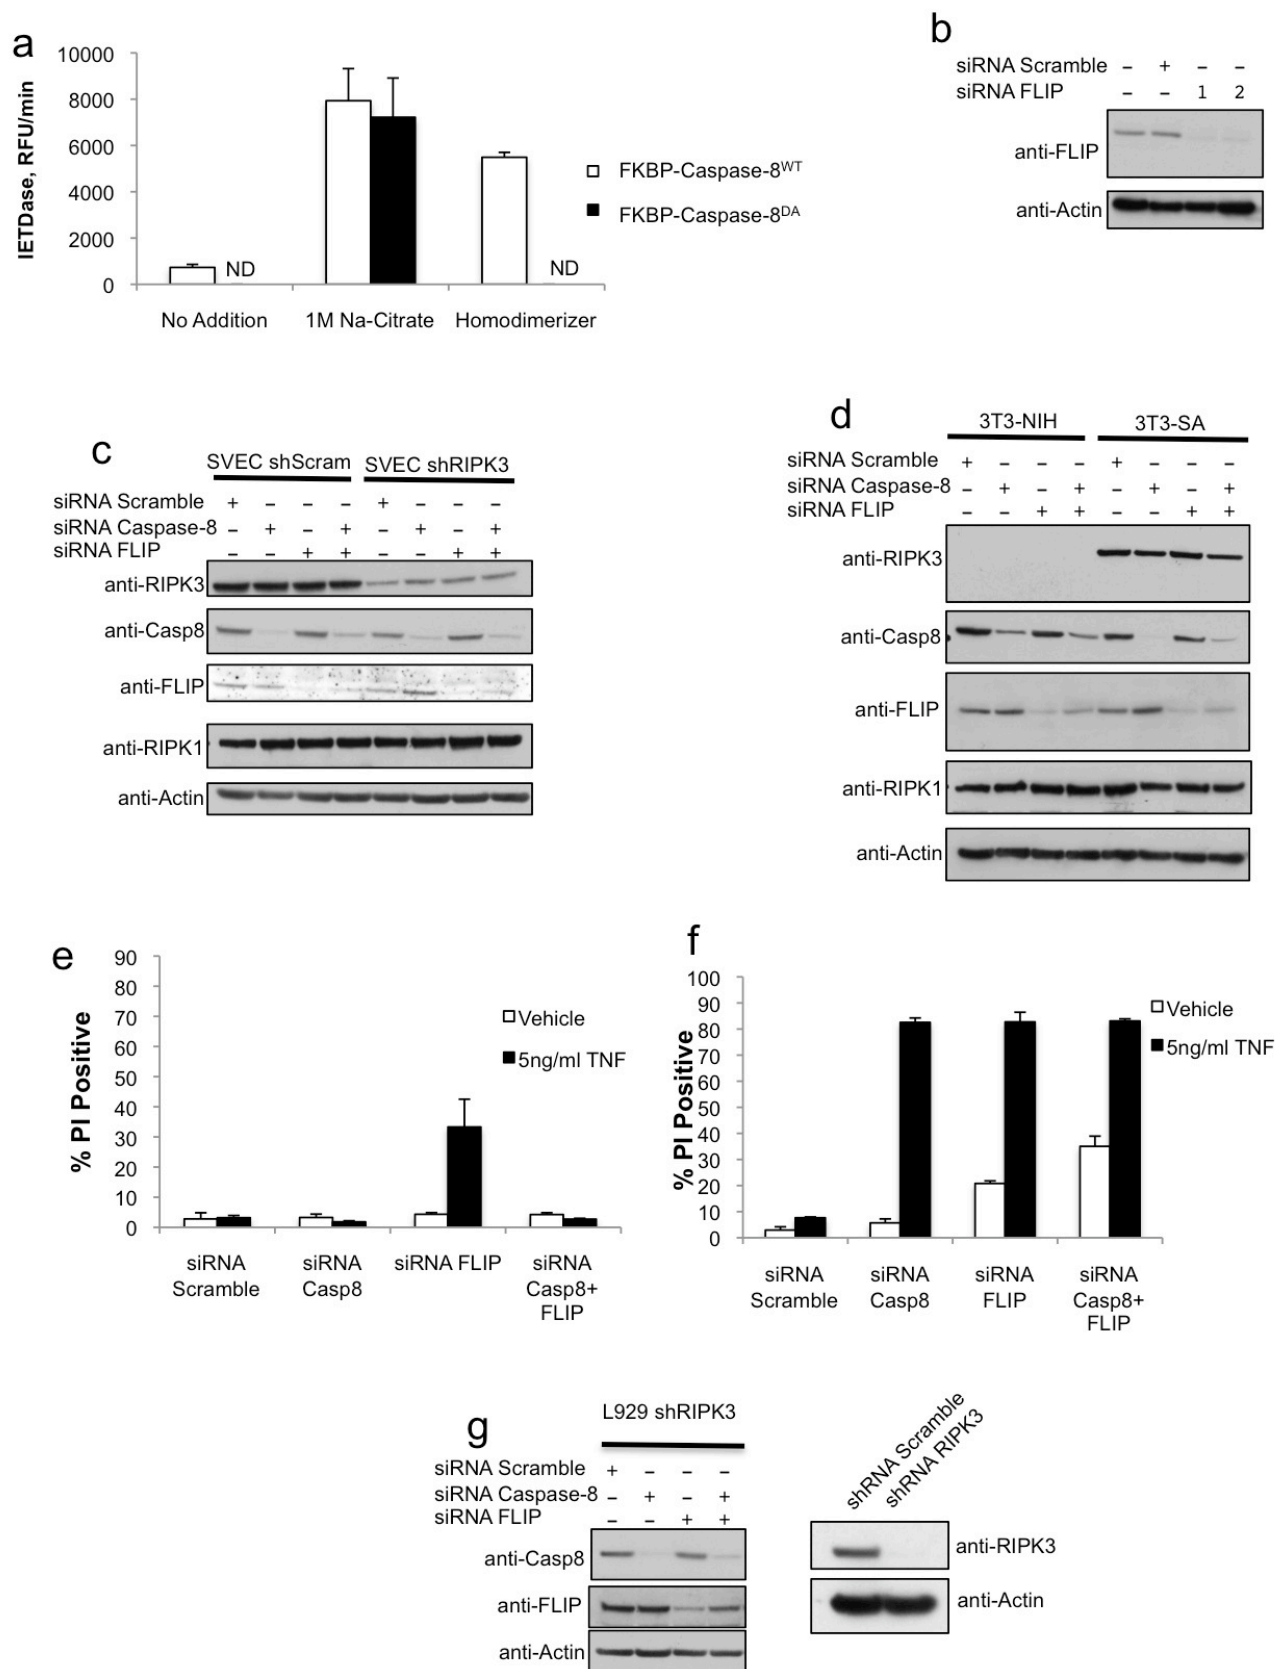 a
10000
8000
6000
4000
2000
0
IETDase, RFU/min
ND
ND
No Addition
1M Na-Citrate
Homodimerizer
FKBP-Caspase-8WT
FKBP-Caspase-8DA
b
siRNA Scramble – + – –
siRNA FLIP – – 1 2
anti-FLIP
anti-Actin
c
SVEC shScram SVEC shRIPK3
siRNA Scramble + – – – + – – –
siRNA Caspase-8 – + – + – + – +
siRNA FLIP – – + + – – + +
anti-RIPK3
anti-Casp8
anti-FLIP
anti-RIPK1
anti-Actin
d
3T3-NIH 3T3-SA
siRNA Scramble + – – – + – – –
siRNA Caspase-8 – + – + – + – +
siRNA FLIP – – + + – – + +
anti-RIPK3
anti-Casp8
anti-FLIP
anti-RIPK1
anti-Actin
e
90
80
70
60
50
40
30
20
10
0
% PI Positive
Vehicle
5ng/ml TNF
siRNA Scramble
siRNA Casp8
siRNA FLIP
siRNA Casp8+ FLIP
f
100
90
80
70
60
50
40
30
20
10
0
% PI Positive
Vehicle
5ng/ml TNF
siRNA Scramble
siRNA Casp8
siRNA FLIP
siRNA Casp8+ FLIP
g
L929 shRIPK3
siRNA Scramble + – – –
siRNA Caspase-8 – + – +
siRNA FLIP – – + +
anti-Casp8
anti-FLIP
anti-Actin
shRNA Scramble
shRNA RIPK3
anti-RIPK3
anti-Actin